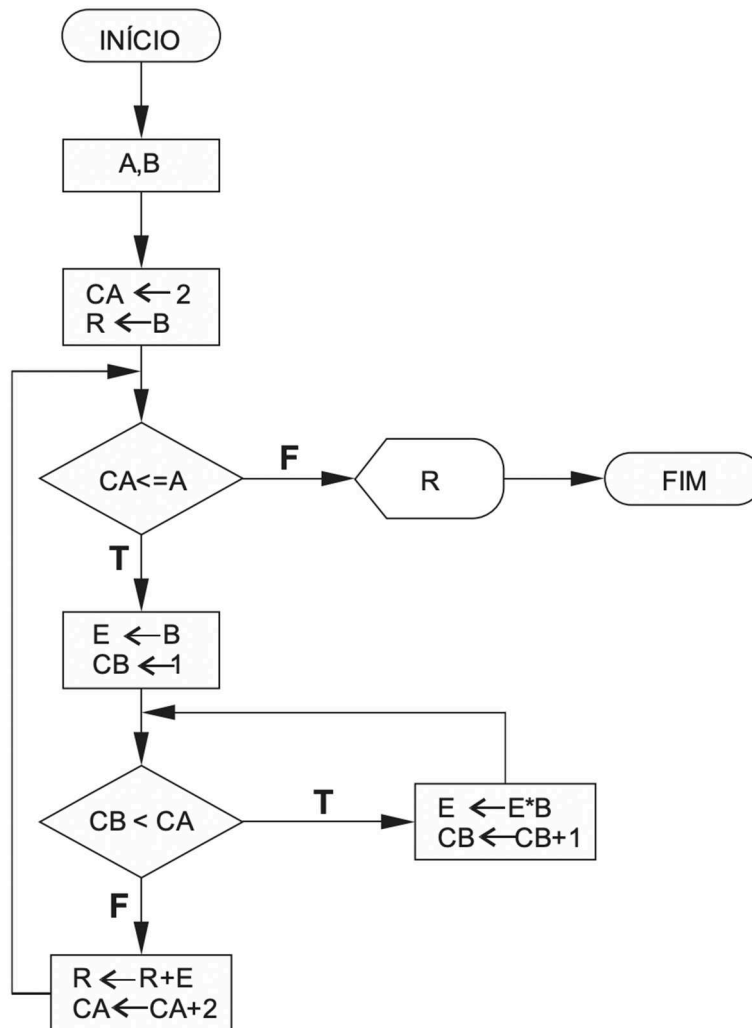 INÍCIO
A,B
CA ← 2
R ← B
CA<=A
F
R
FIM
T
E ← B
CB ← 1
CB < CA
T
E ← E*B
CB ← CB+1
F
R ← R+E
CA ← CA+2